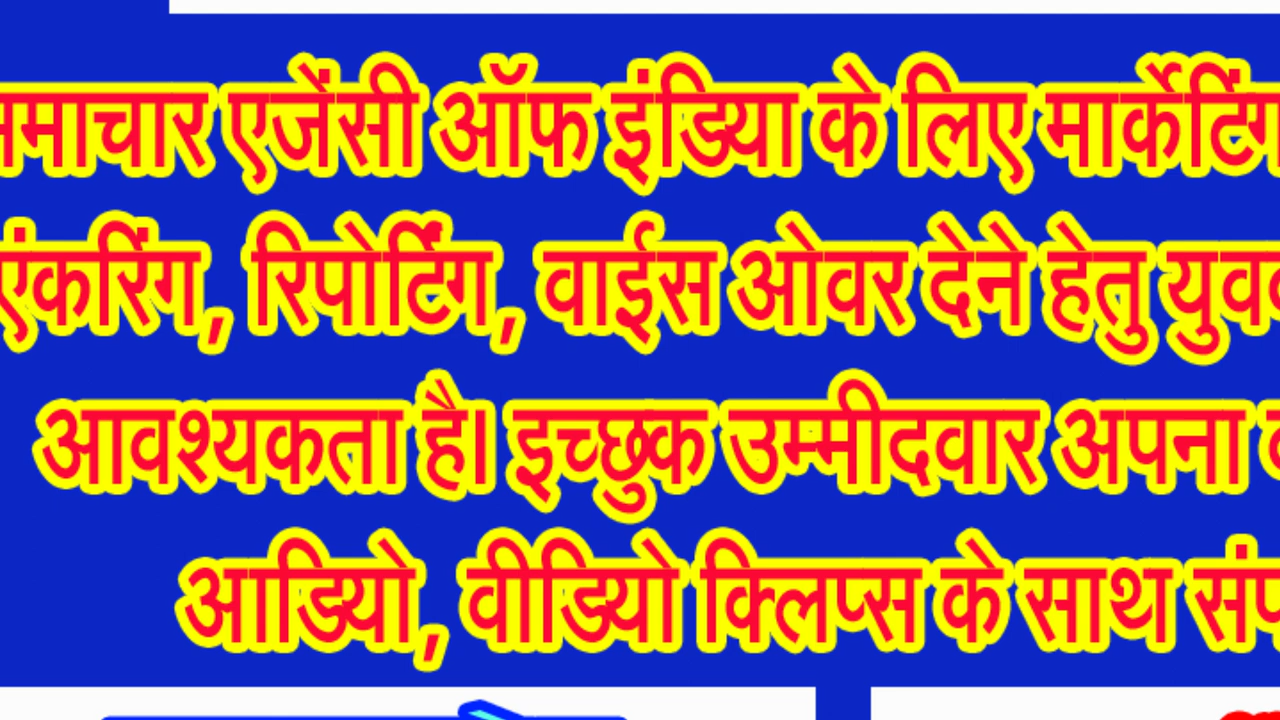 समाचार एजेंसी ऑफ इंडिया के लिए मार्केटिंग
एंकरिंग, रिपोर्टिंग, वाईस ओवर देने हेतु
आवश्यकता है। इच्छुक उम्मीदवार अपना
आडियो, वीडियो क्लिप्स के साथ